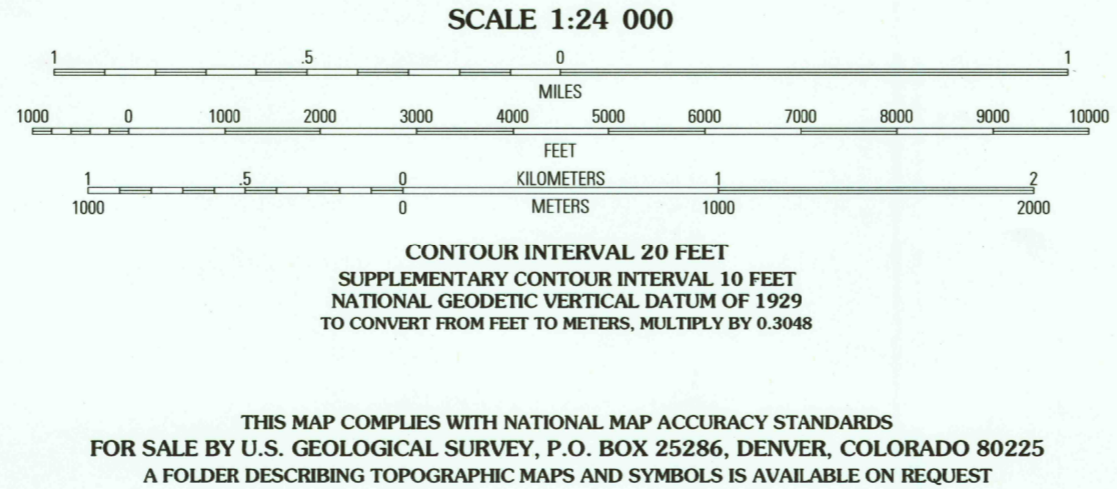 SCALE 1:24 000
1 .5 0 1
MILES
1000 0 1000 2000 3000 4000 5000 6000 7000 8000 9000 10000
FEET
1 .5 0 KILOMETERS 1 2
1000 0 METERS 1000 2000
CONTOUR INTERVAL 20 FEET
SUPPLEMENTARY CONTOUR INTERVAL 10 FEET
NATIONAL GEODETIC VERTICAL DATUM OF 1929
TO CONVERT FROM FEET TO METERS, MULTIPLY BY 0.3048
THIS MAP COMPLIES WITH NATIONAL MAP ACCURACY STANDARDS
FOR SALE BY U.S. GEOLOGICAL SURVEY, P.O. BOX 25286, DENVER, COLORADO 80225
A FOLDER DESCRIBING TOPOGRAPHIC MAPS AND SYMBOLS IS AVAILABLE ON REQUEST